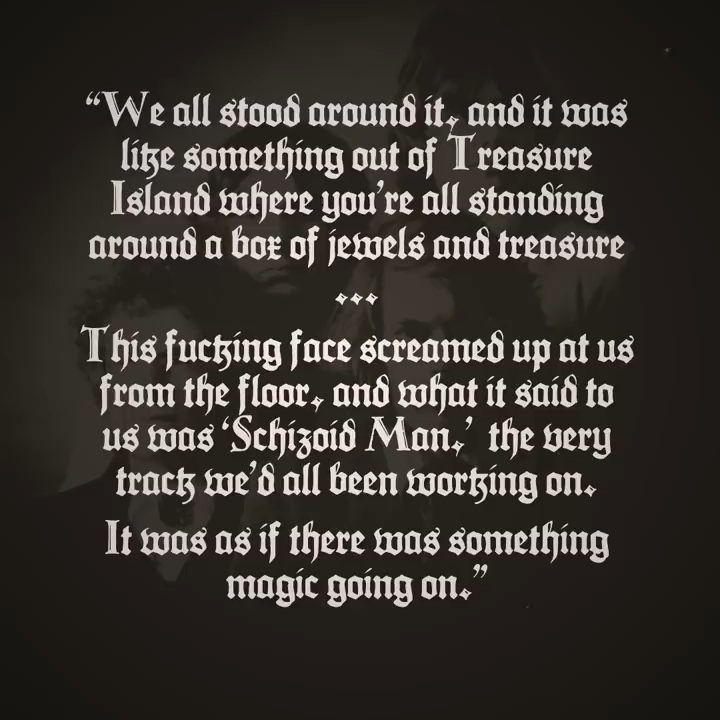 “We all stood around it, and it was
like something out of Treasure
Island where you’re all standing
around a box of jewels and treasure
...
This fucking face screamed up at us
from the floor, and what it said to
us was ‘Schizoid Man,’ the very
track we’d all been working on.
It was as if there was something
magic going on.”